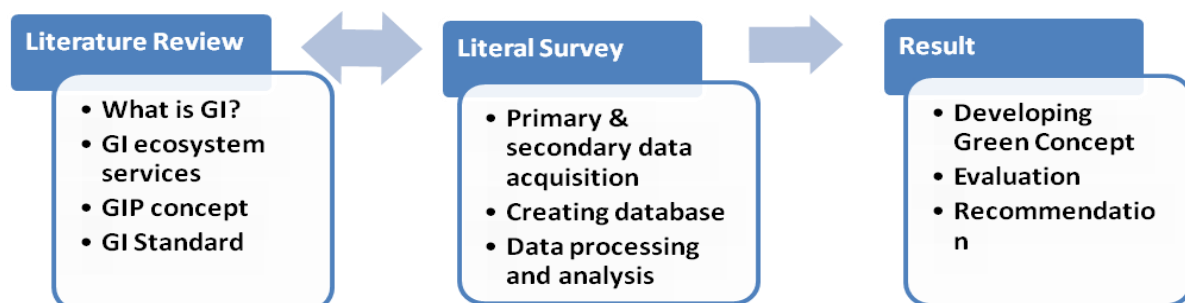 Literature Review
• What is GI?
• GI ecosystem
services
• GIP concept
• GI Standard
Literal Survey
• Primary &
secondary data
acquisition
• Creating database
• Data processing
and analysis
Result
• Developing
Green Concept
• Evaluation
• Recommendatio
n